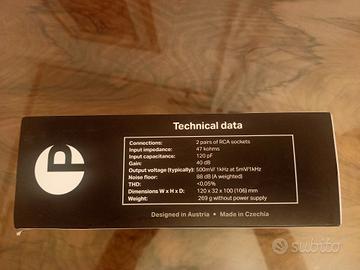 Technical data
Connections: 2 pairs of RCA sockets
Input impedance: 47 kohms
Input capacitance: 120 pF
Gain: 40 dB
Output voltage (typically): 500mV/ 1kHz at 5mV/1kHz
Noise floor: 88 dB (A weighted)
THD: <0,05%
Dimensions W x H x D: 120 x 32 x 100 (106) mm
Weight: 269 g without power supply
Designed in Austria • Made in Czechia
P
subito